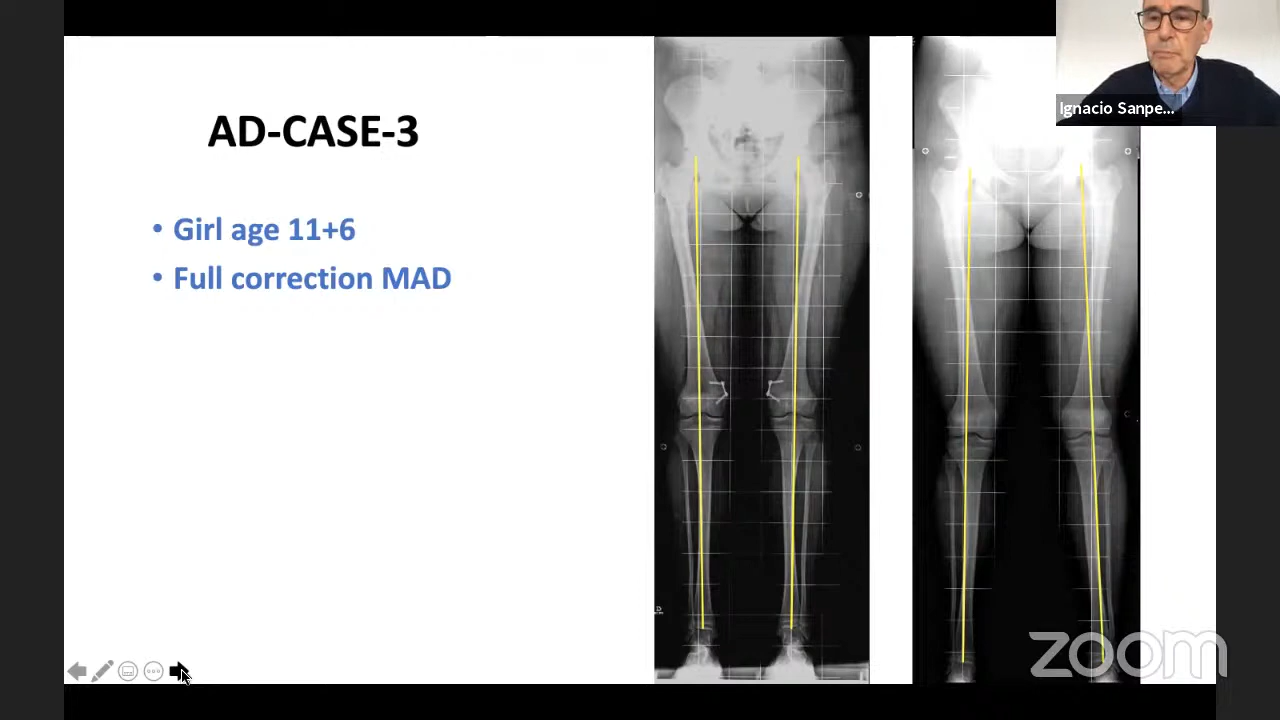 AD-CASE-3
• Girl age 11+6
• Full correction MAD
Ignacio Sanpe...
zoom